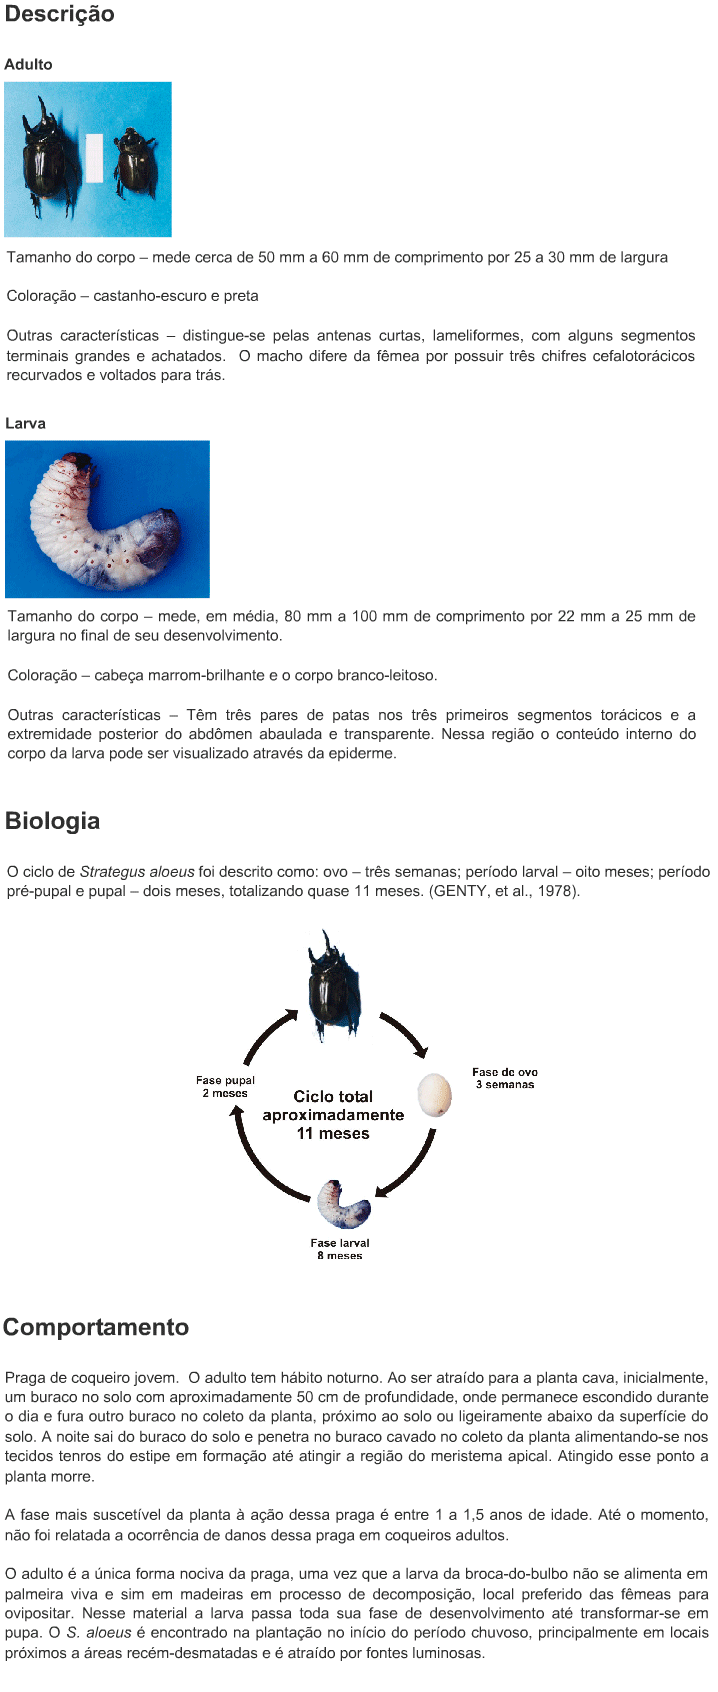 Descrição
Adulto
Tamanho do corpo – mede cerca de 50 mm a 60 mm de comprimento por 25 a 30 mm de largura
Coloração – castanho-escuro e preta
Outras características – distingue-se pelas antenas curtas, lameliformes, com alguns segmentos
terminais grandes e achatados.  O macho difere da fêmea por possuir três chifres cefalotorácicos
recurvados e voltados para trás.
Larva
Tamanho do corpo – mede, em média, 80 mm a 100 mm de comprimento por 22 mm a 25 mm de
largura no final de seu desenvolvimento.
Coloração – cabeça marrom-brilhante e o corpo branco-leitoso.
Outras características – Têm três pares de patas nos três primeiros segmentos torácicos e a
extremidade posterior do abdômen abaulada e transparente. Nessa região o conteúdo interno do
corpo da larva pode ser visualizado através da epiderme.
Biologia
O ciclo de Strategus aloeus foi descrito como: ovo – três semanas; período larval – oito meses; período
pré-pupal e pupal – dois meses, totalizando quase 11 meses. (GENTY, et al., 1978).
Fase de ovo
3 semanas
Fase pupal
2 meses
Ciclo total
aproximadamente
11 meses
Fase larval
8 meses
Comportamento
Praga de coqueiro jovem.  O adulto tem hábito noturno. Ao ser atraído para a planta cava, inicialmente,
um buraco no solo com aproximadamente 50 cm de profundidade, onde permanece escondido durante
o dia e fura outro buraco no coleto da planta, próximo ao solo ou ligeiramente abaixo da superfície do
solo. A noite sai do buraco do solo e penetra no buraco cavado no coleto da planta alimentando-se nos
tecidos tenros do estipe em formação até atingir a região do meristema apical. Atingido esse ponto a
planta morre.
A fase mais suscetível da planta à ação dessa praga é entre 1 a 1,5 anos de idade. Até o momento,
não foi relatada a ocorrência de danos dessa praga em coqueiros adultos.
O adulto é a única forma nociva da praga, uma vez que a larva da broca-do-bulbo não se alimenta em
palmeira viva e sim em madeiras em processo de decomposição, local preferido das fêmeas para
ovipositar. Nesse material a larva passa toda sua fase de desenvolvimento até transformar-se em
pupa. O S. aloeus é encontrado na plantação no início do período chuvoso, principalmente em locais
próximos a áreas recém-desmatadas e é atraído por fontes luminosas.